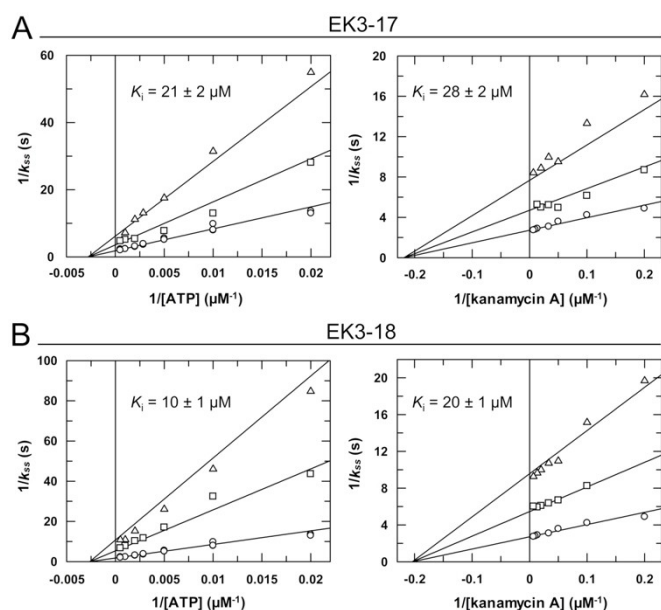 A
EK3-17
Ki = 21 ± 2 µM
1/kss (s)
60
40
20
0
-0.005 0 0.005 0.01 0.015 0.02
1/[ATP] (µM⁻¹)
Ki = 28 ± 2 µM
1/kss (s)
20
16
12
8
4
0
-0.2 -0.1 0 0.1 0.2
1/[kanamycin A] (µM⁻¹)
B
EK3-18
Ki = 10 ± 1 µM
1/kss (s)
100
80
60
40
20
0
-0.005 0 0.005 0.01 0.015 0.02
1/[ATP] (µM⁻¹)
Ki = 20 ± 1 µM
1/kss (s)
20
16
12
8
4
0
-0.2 -0.1 0 0.1 0.2
1/[kanamycin A] (µM⁻¹)